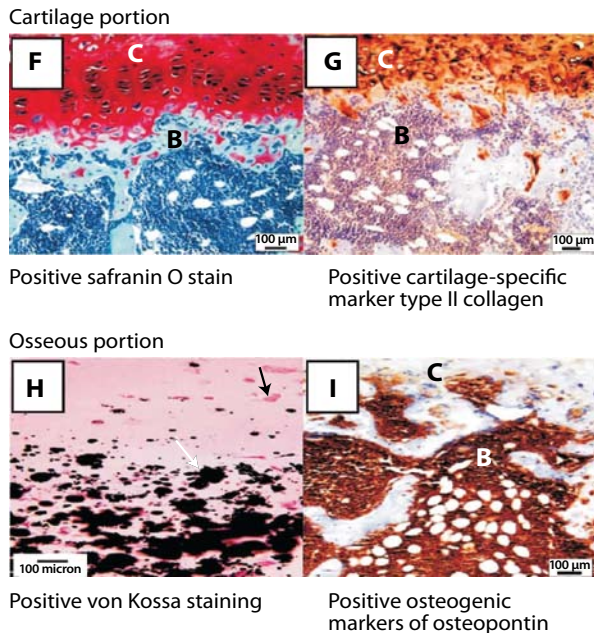 Cartilage portion
F
C
100 µm
G
C
B
B
100 µm
Positive safranin O stain
Positive cartilage-specific
marker type II collagen
Osseous portion
H
100 micron
I
C
B
100 µm
Positive von Kossa staining
Positive osteogenic
markers of osteopontin